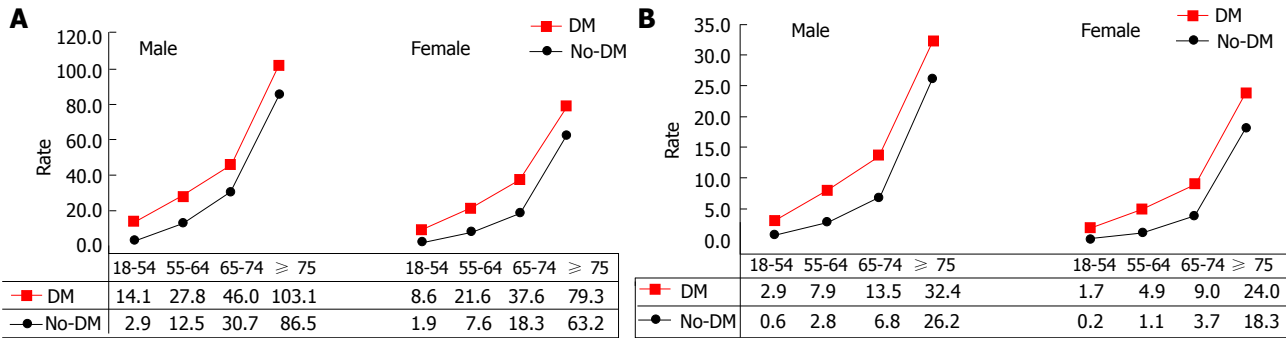 A
DM
No-DM
Male
Female
Rate
120.0
100.0
80.0
60.0
40.0
20.0
0.0
18-54 55-64 65-74 ⩾ 75 18-54 55-64 65-74 ⩾ 75
DM 14.1 27.8 46.0 103.1 8.6 21.6 37.6 79.3
No-DM 2.9 12.5 30.7 86.5 1.9 7.6 18.3 63.2
B
DM
No-DM
Male
Female
Rate
35.0
30.0
25.0
20.0
15.0
10.0
5.0
0.0
18-54 55-64 65-74 ⩾ 75 18-54 55-64 65-74 ⩾ 75
DM 2.9 7.9 13.5 32.4 1.7 4.9 9.0 24.0
No-DM 0.6 2.8 6.8 26.2 0.2 1.1 3.7 18.3